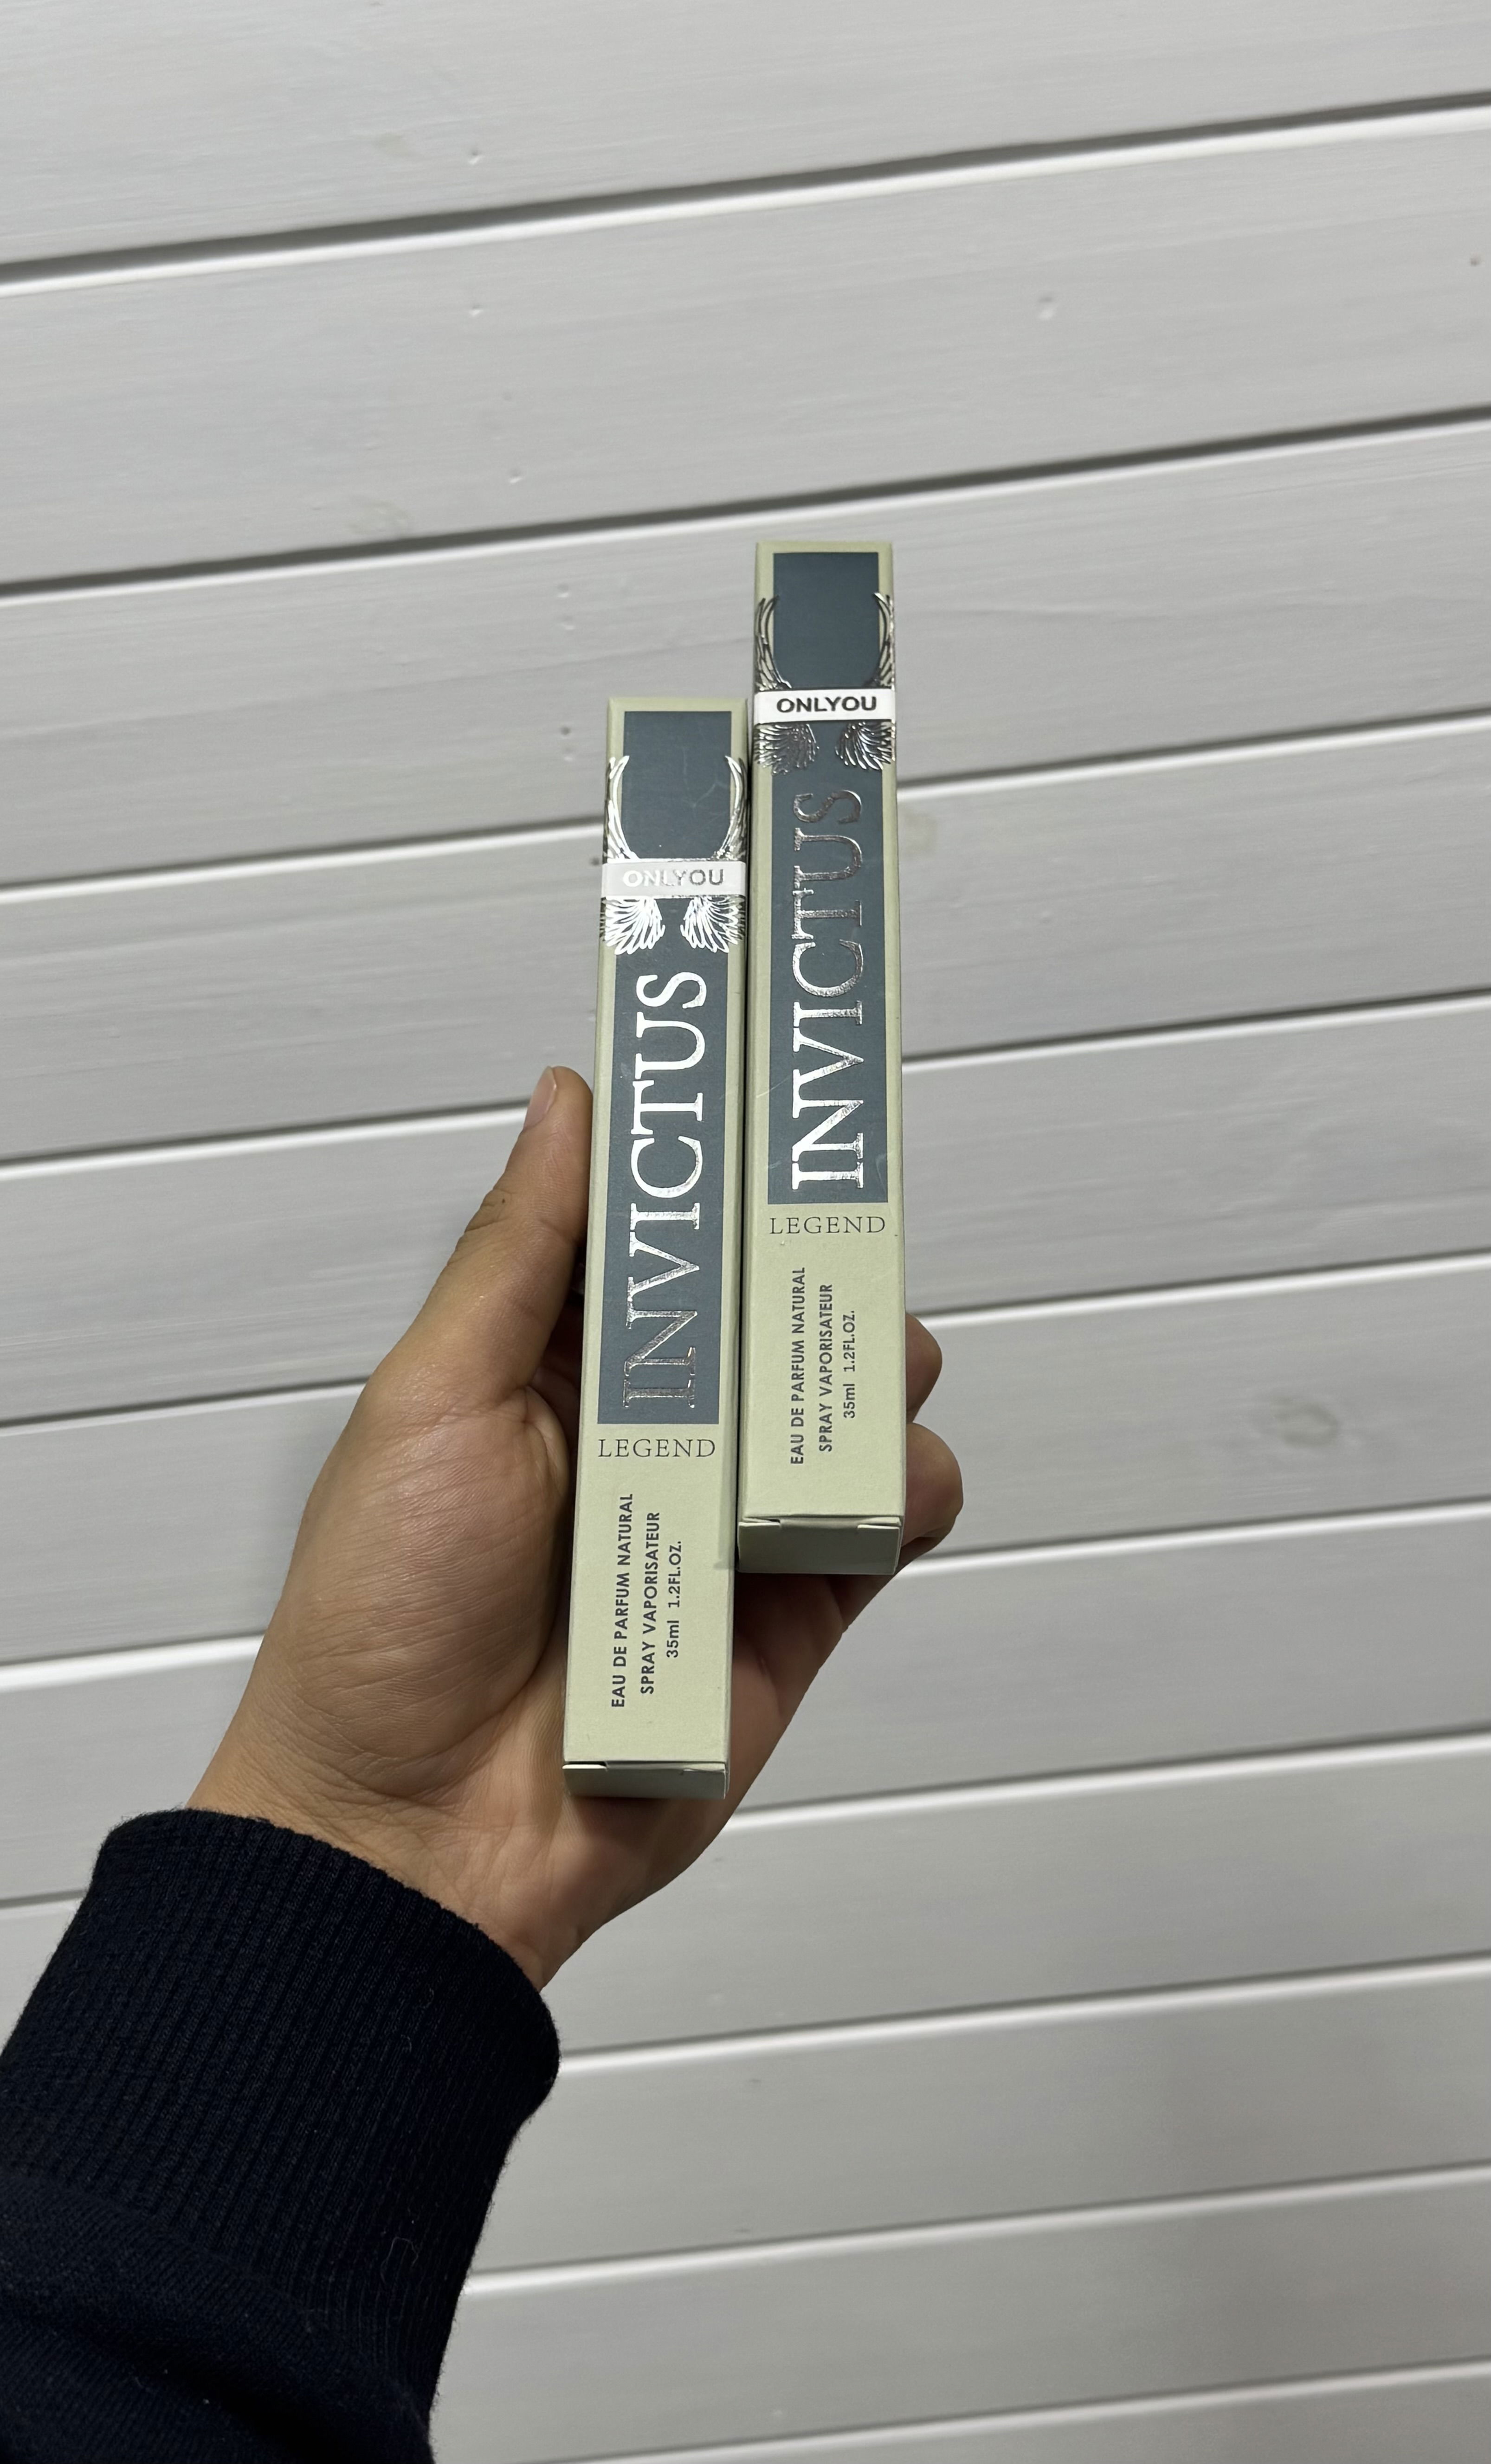 ONLYOU
INVICTUS
LEGEND
EAU DE PARFUM NATURAL
SPRAY VAPORISATEUR
35ml 1.2FL.OZ.
ONLYOU
INVICTUS
LEGEND
EAU DE PARFUM NATURAL
SPRAY VAPORISATEUR
35ml 1.2FL.OZ.